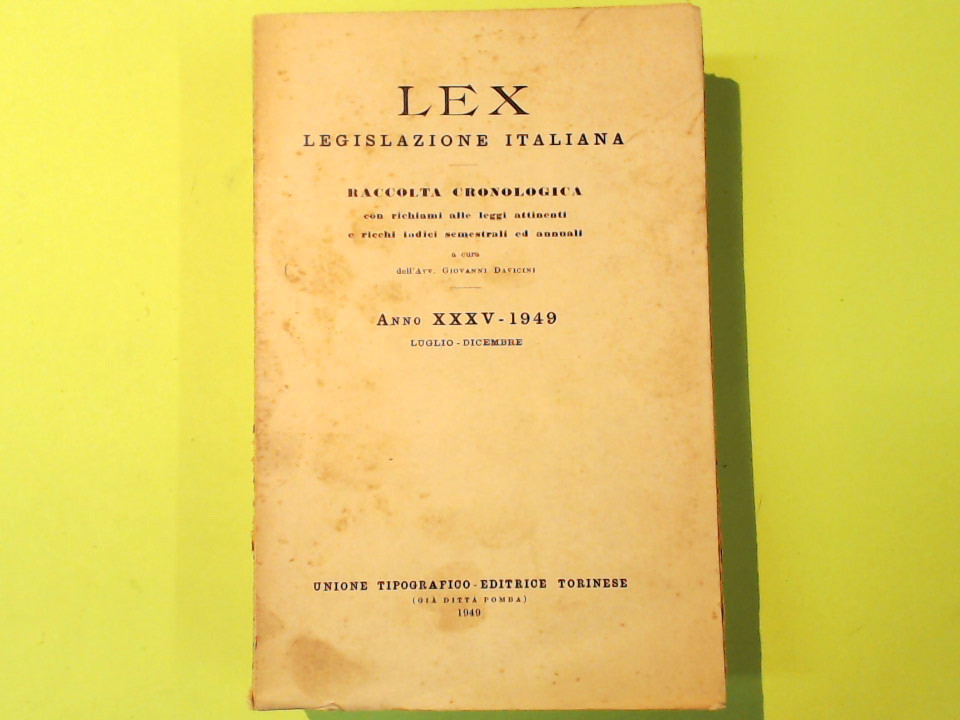 LEX
LEGISLAZIONE ITALIANA
RACCOLTA CRONOLOGICA
con richiami alle leggi attinenti
e ricchi indici semestrali ed annuali
a cura
dell'Avv. Giovanni Davicini
Anno XXXV - 1949
LUGLIO - DICEMBRE
UNIONE TIPOGRAFICO - EDITRICE TORINESE
(GIÀ DITTA POMBA)
1949